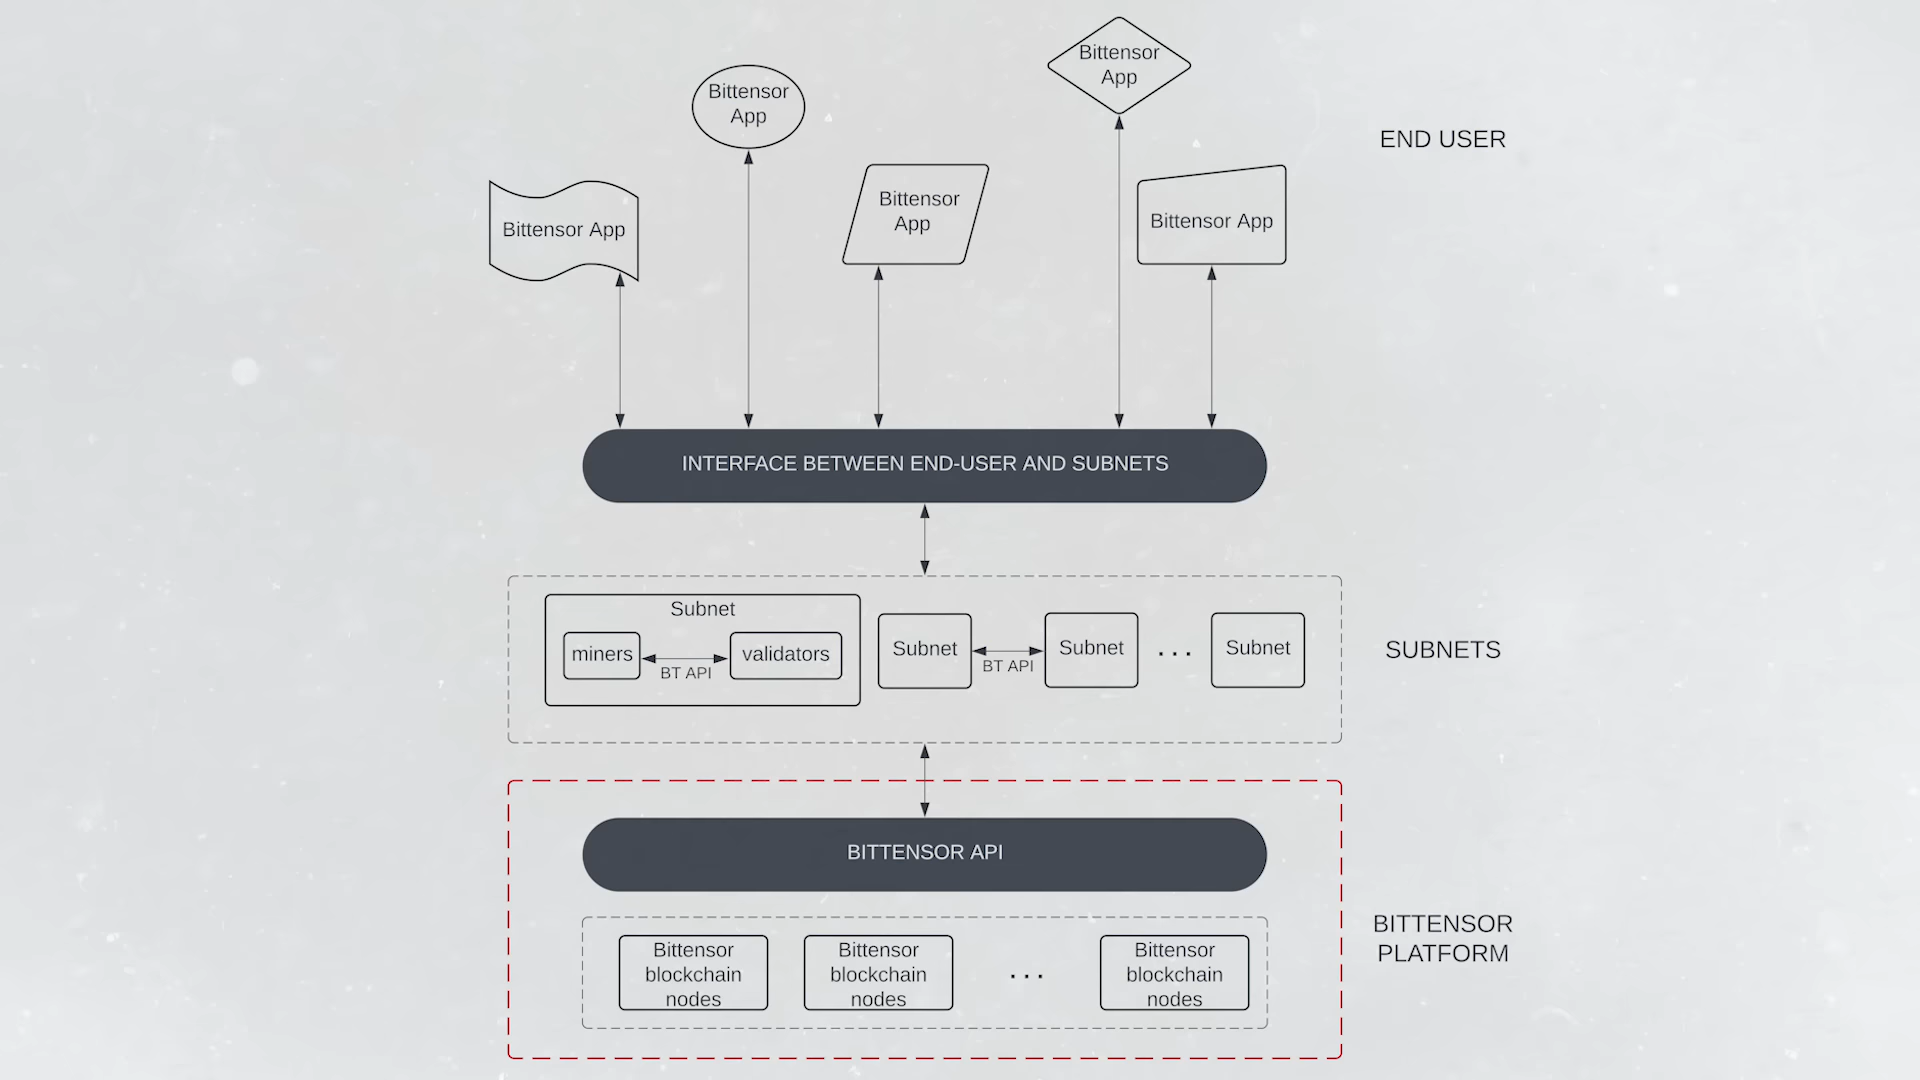 Bittensor
App
Bittensor
App
END USER
Bittensor App
Bittensor
App
Bittensor App
INTERFACE BETWEEN END-USER AND SUBNETS
Subnet
miners
BT API
validators
Subnet
BT API
Subnet
...
Subnet
SUBNETS
BITTENSOR API
BITTENSOR
PLATFORM
Bittensor
blockchain
nodes
Bittensor
blockchain
nodes
...
Bittensor
blockchain
nodes